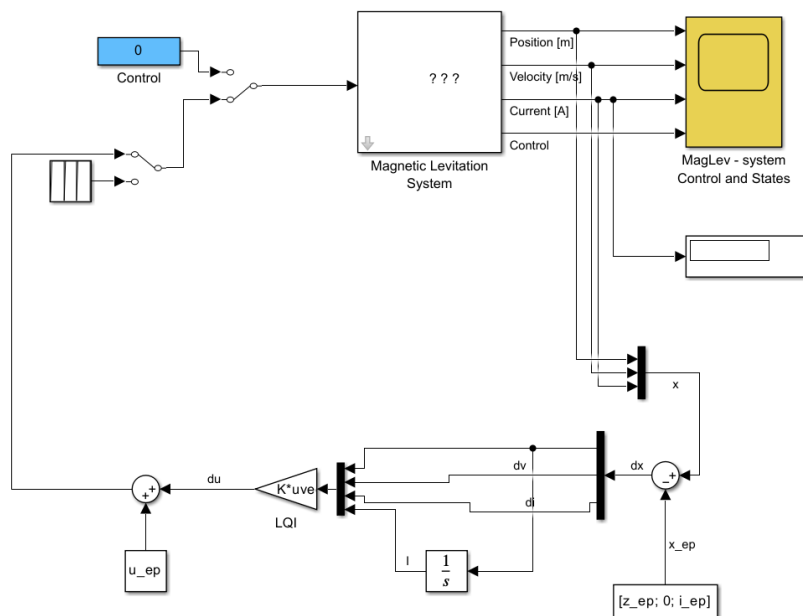 Position [m]
0
Control
Velocity [m/s]
? ? ?
Current [A]
Control
Magnetic Levitation
System
MagLev - system
Control and States
x
du
dv
dx
K*uve
di
LQI
I
1
s
x_ep
u_ep
[z_ep; 0; i_ep]
+
+
+
−